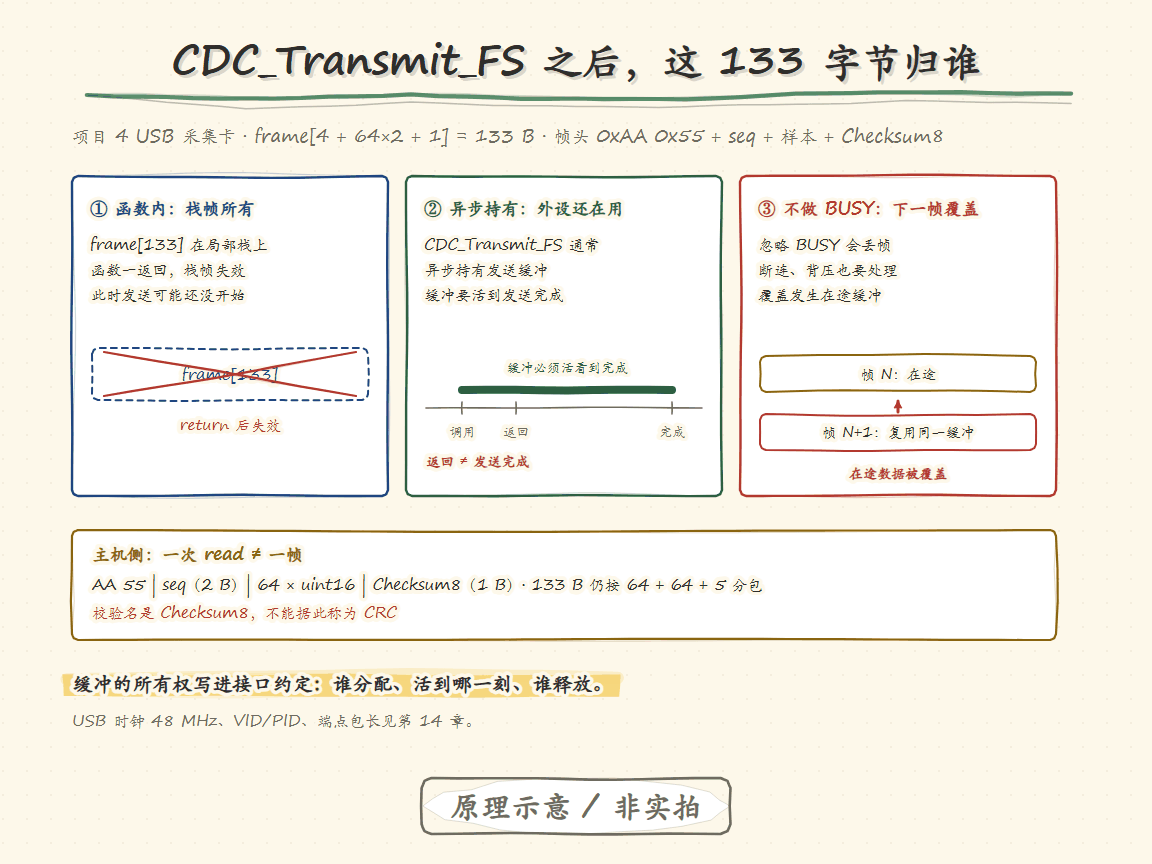 CDC_Transmit_FS 之后，这 133 字节归谁
项目 4 USB 采集卡 · frame[4 + 64×2 + 1] = 133 B · 帧头 0xAA 0x55 + seq + 样本 + Checksum8
① 函数内：栈帧所有
frame[133] 在局部栈上
函数一返回，栈帧失效
此时发送可能还没开始
frame[133]
return 后失效
② 异步持有：外设还在用
CDC_Transmit_FS 通常
异步持有发送缓冲
缓冲要活到发送完成
缓冲必须活着到完成
调用 返回 完成
返回 ≠ 发送完成
③ 不做 BUSY：下一帧覆盖
忽略 BUSY 会丢帧
断连、背压也要处理
覆盖发生在途缓冲
帧 N：在途
帧 N+1：复用同一缓冲
在途数据被覆盖
主机侧：一次 read ≠ 一帧
AA 55 | seq（2 B）| 64 × uint16 | Checksum8（1 B）· 133 B 仍按 64 + 64 + 5 分包
校验名是 Checksum8，不能据此称为 CRC
缓冲的所有权写进接口约定：谁分配、活到哪一刻、谁释放。
USB 时钟 48 MHz、VID/PID、端点包长见第 14 章。
原理示意 / 非实拍